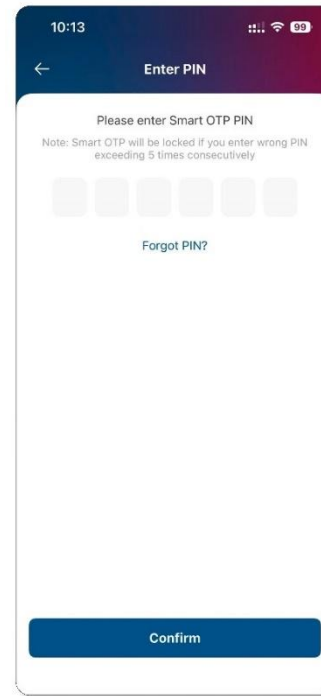 10:13
99
Enter PIN
Please enter Smart OTP PIN
Note: Smart OTP will be locked if you enter wrong PIN
exceeding 5 times consecutively
Forgot PIN?
Confirm